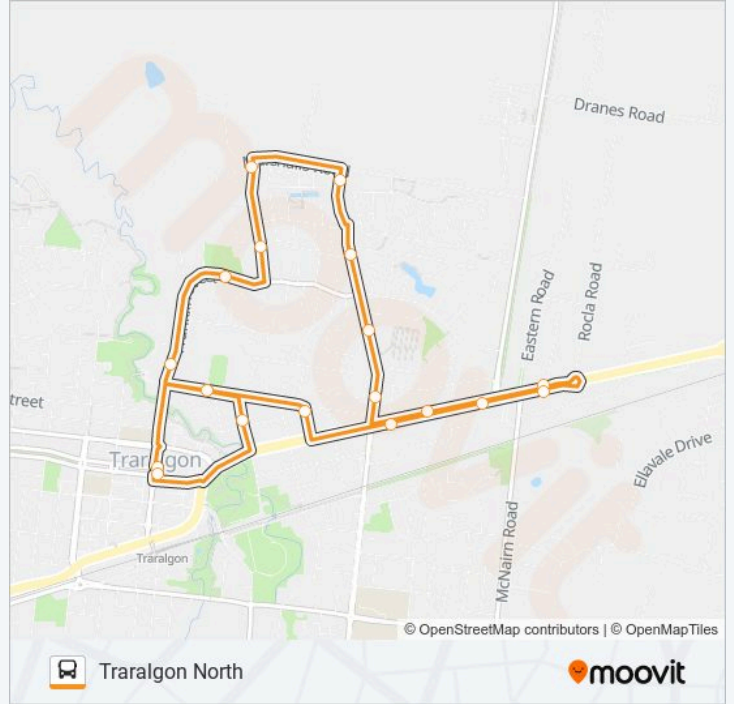 Dranes Road
Rocla Road
Eastern Road
treet
Traralgon
Ellavale Drive
McNairn Road
Traralgon
© OpenStreetMap contributors | © OpenMapTiles
Traralgon North
moovit